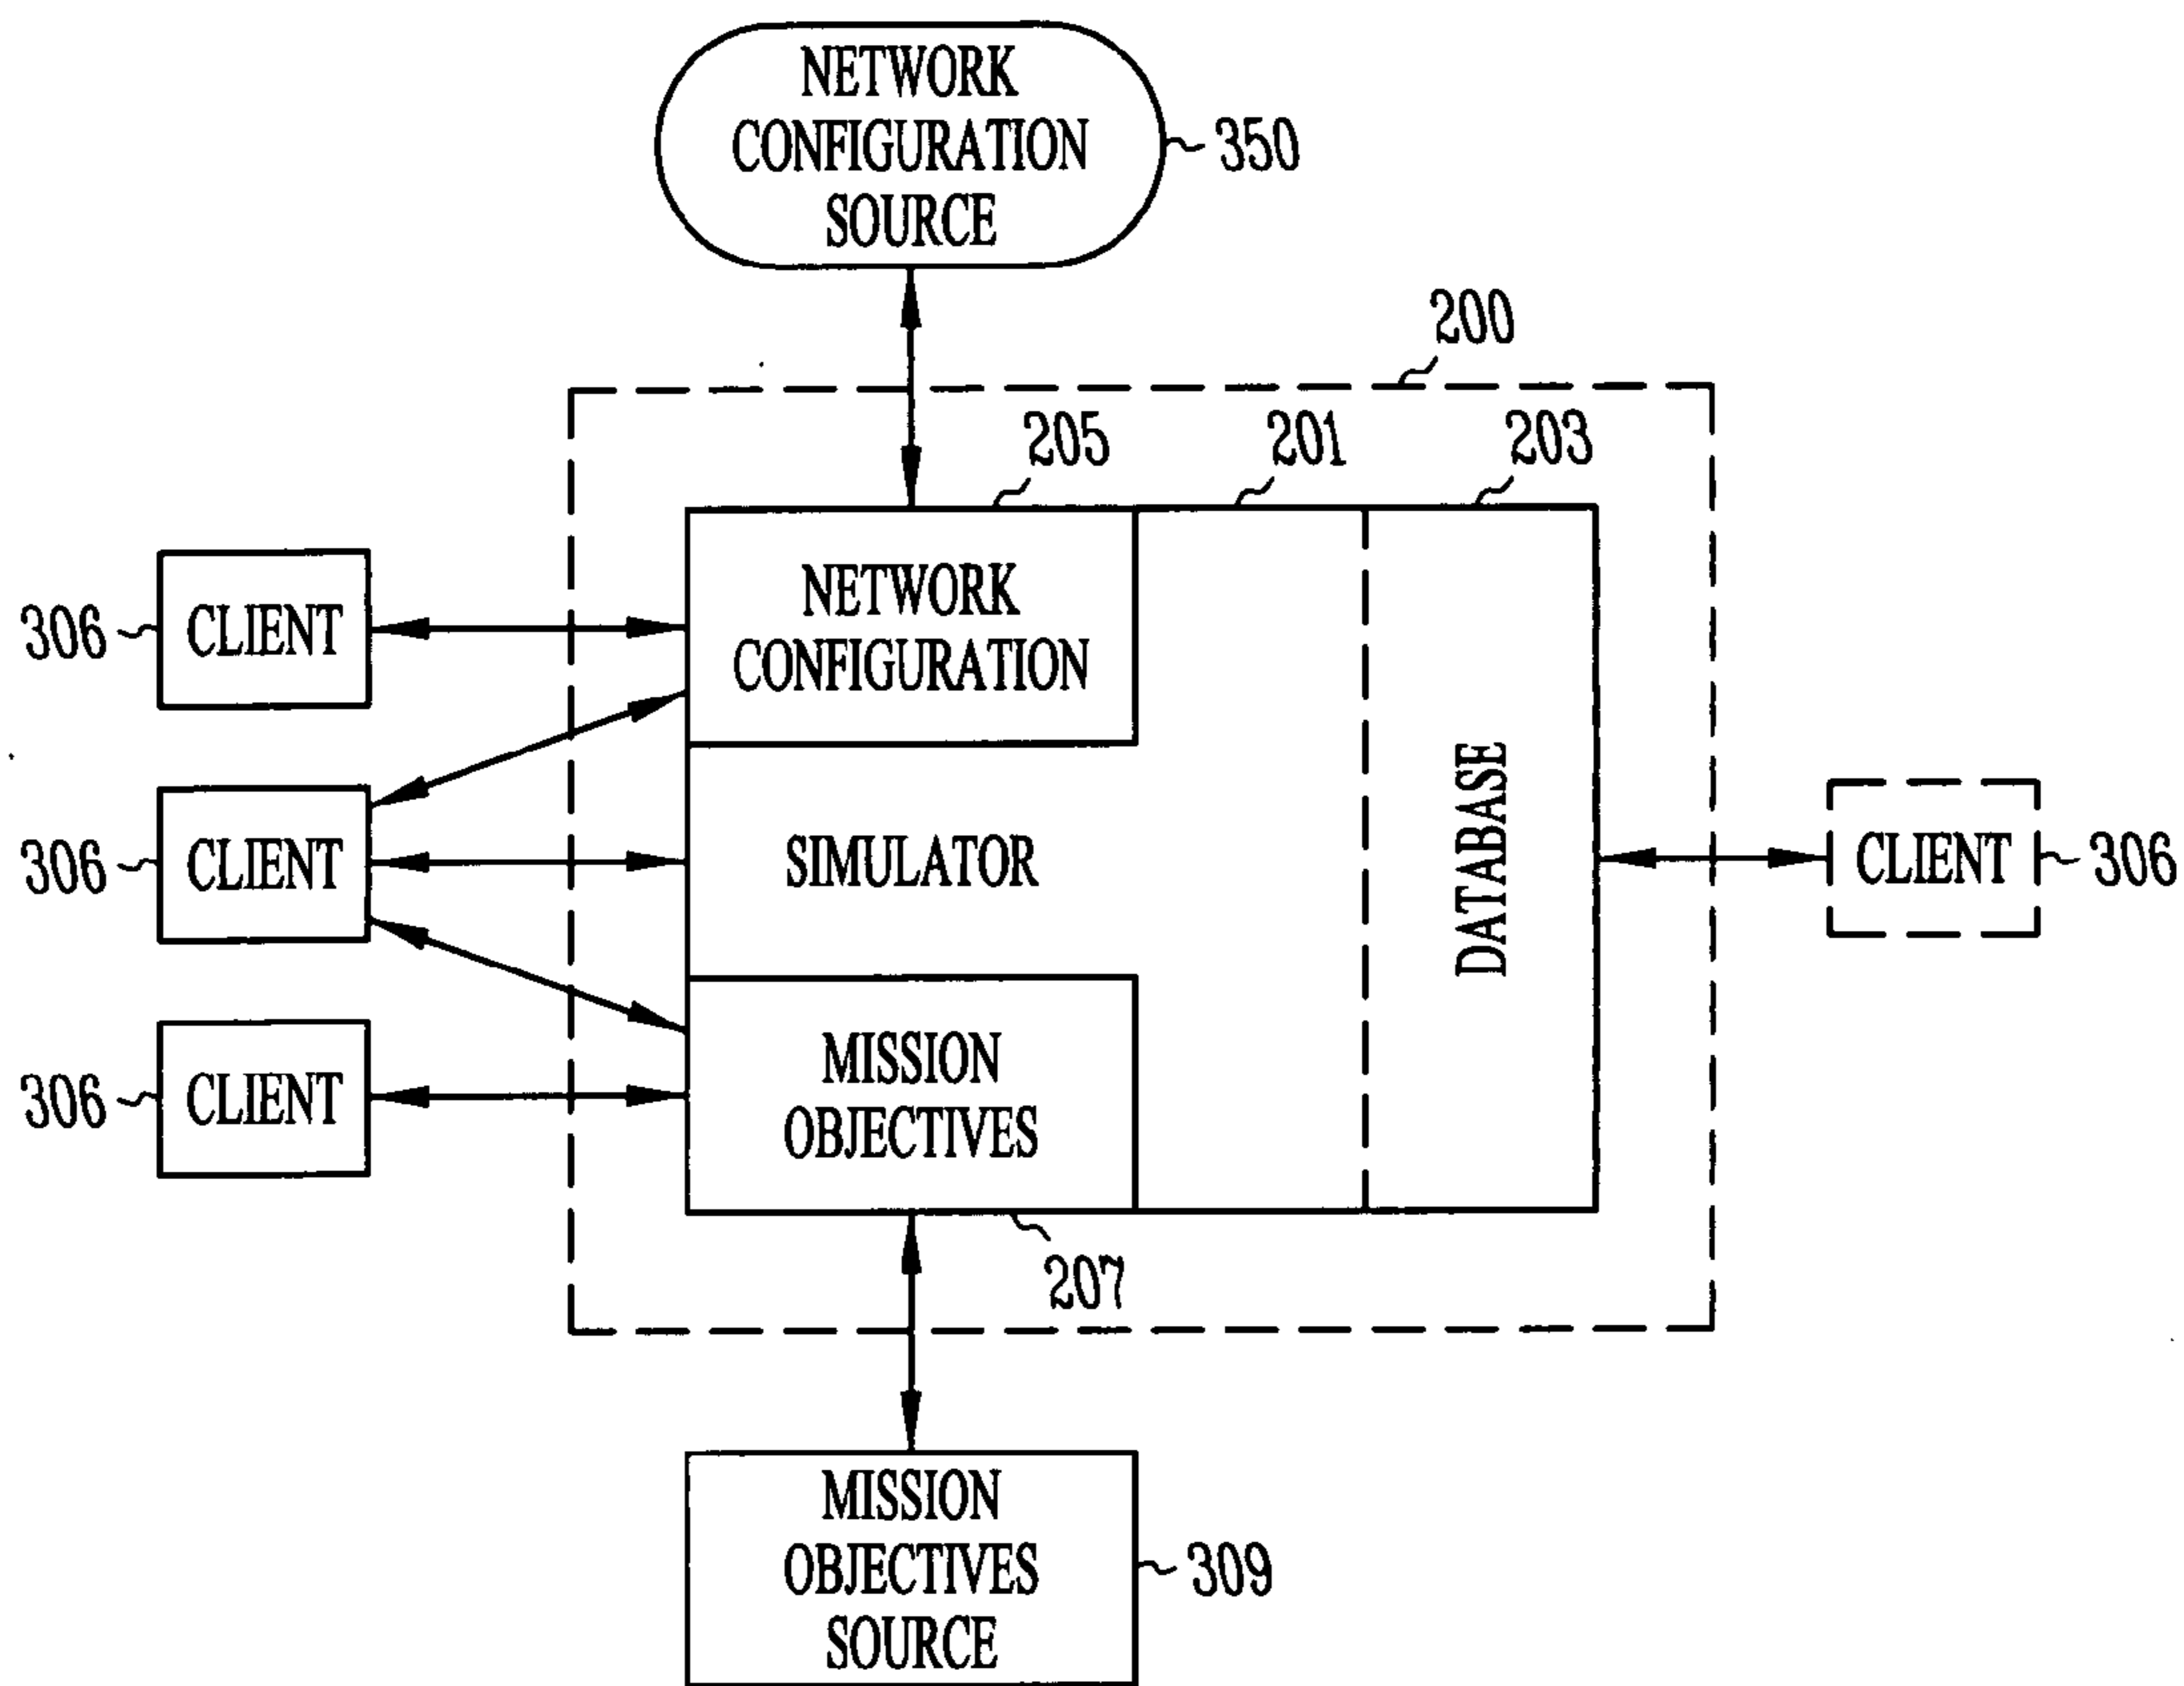 NETWORK
CONFIGURATION
SOURCE
350
200
205
201
203
NETWORK
CONFIGURATION
306
CLIENT
306
CLIENT
SIMULATOR
DATABASE
CLIENT
306
306
CLIENT
MISSION
OBJECTIVES
207
MISSION
OBJECTIVES
SOURCE
309